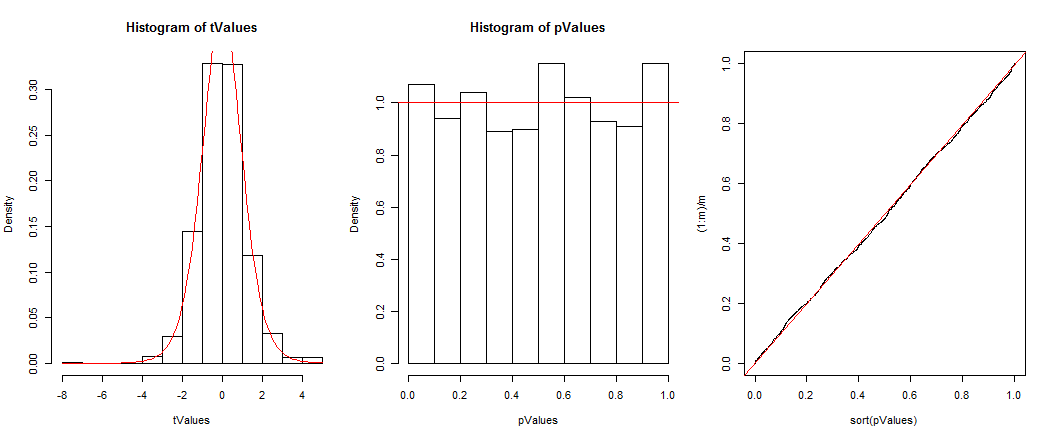 Histogram of tValues
Density
0.00 0.05 0.10 0.15 0.20 0.25 0.30
-8 -6 -4 -2 0 2 4
tValues
Histogram of pValues
Density
0.0 0.2 0.4 0.6 0.8 1.0
0.0 0.2 0.4 0.6 0.8 1.0
pValues
(1:m)/m
0.0 0.2 0.4 0.6 0.8 1.0
0.0 0.2 0.4 0.6 0.8 1.0
sort(pValues)